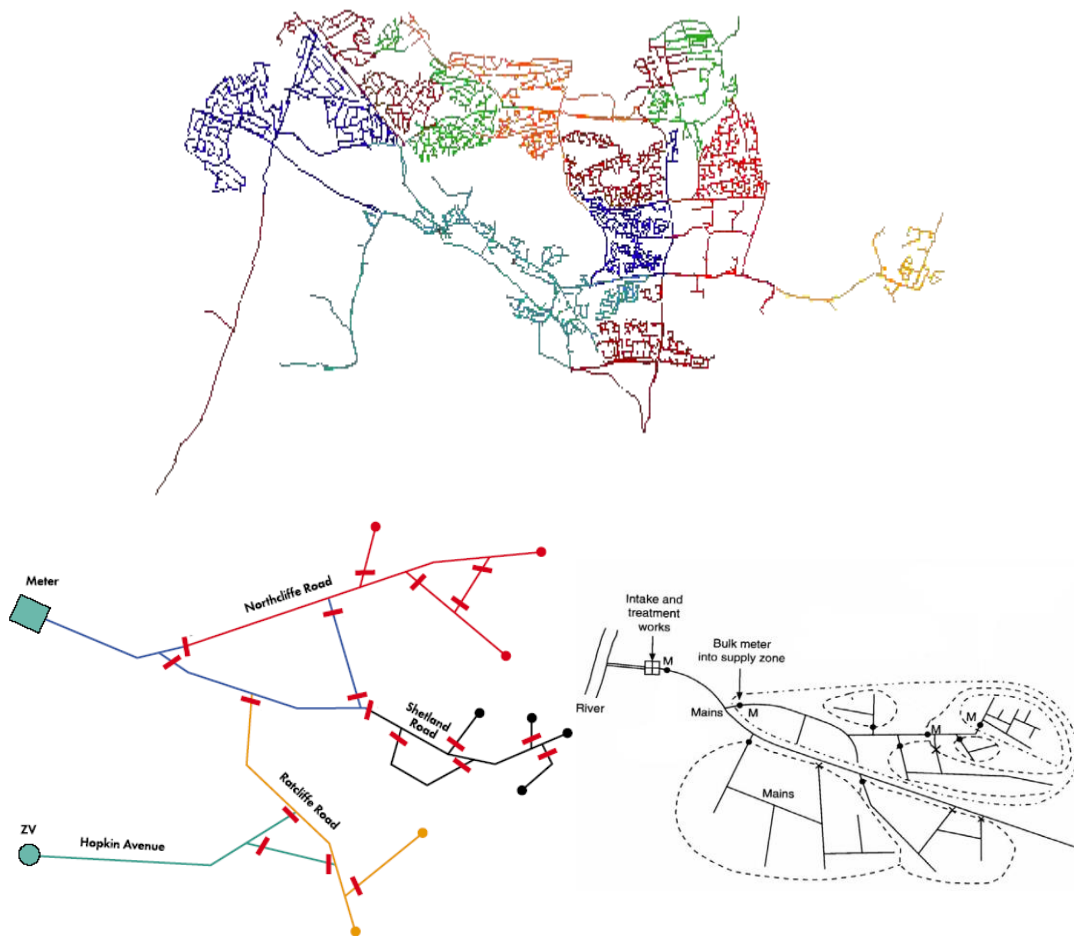 Meter
Northcliffe Road
Shetland
Road
Ratcliffe Road
ZV
Hopkin Avenue
Intake and
treatment
works
M
Bulk meter
into supply zone
River
Mains
M
M
M
Mains